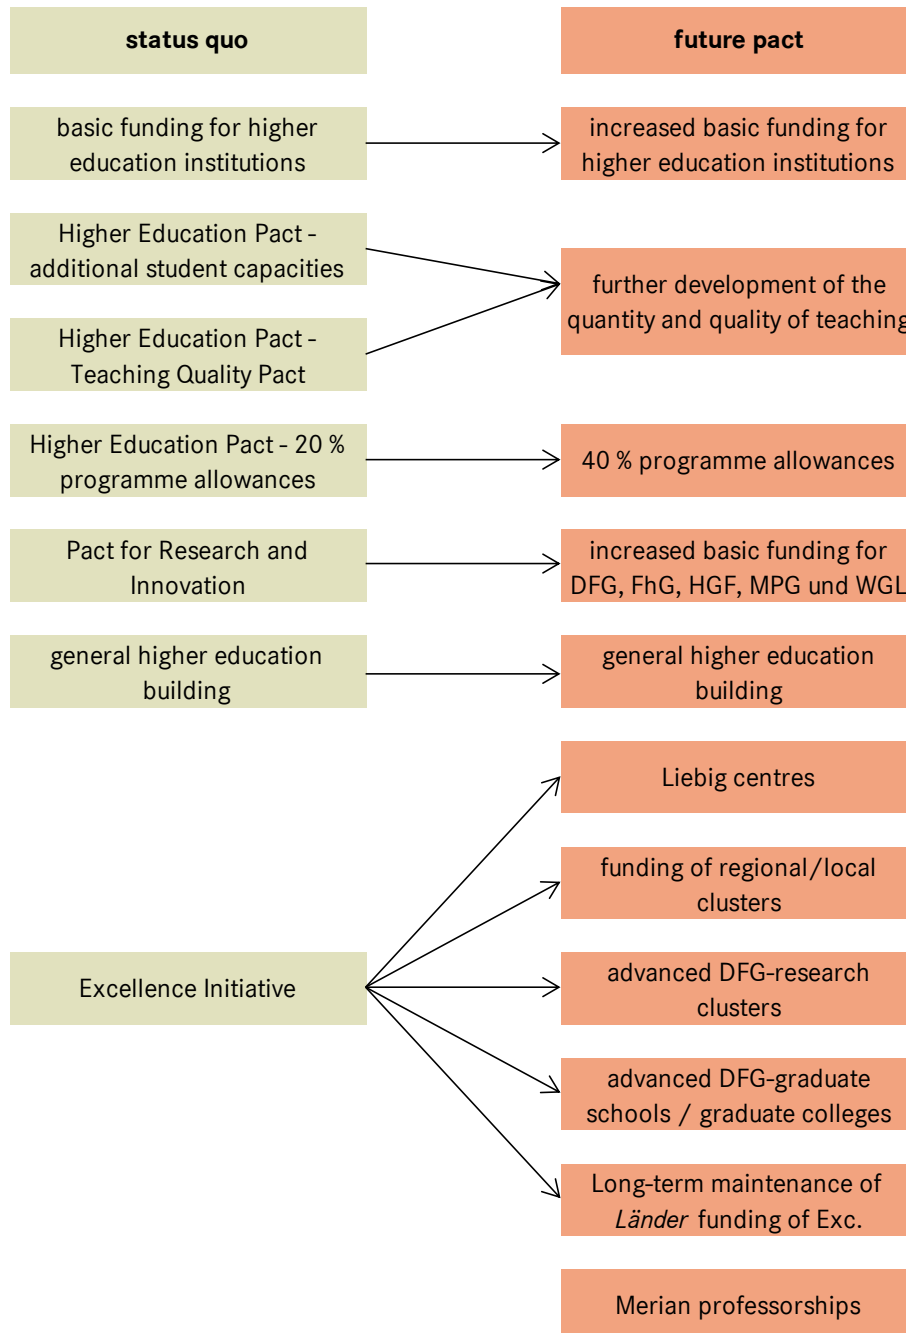 status quo
future pact
basic funding for higher
education institutions
increased basic funding for
higher education institutions
Higher Education Pact -
additional student capacities
Higher Education Pact -
Teaching Quality Pact
further development of the
quantity and quality of teaching
Higher Education Pact - 20 %
programme allowances
40 % programme allowances
Pact for Research and
Innovation
increased basic funding for
DFG, FhG, HGF, MPG und WGL
general higher education
building
general higher education
building
Liebig centres
funding of regional/local
clusters
Excellence Initiative
advanced DFG-research
clusters
advanced DFG-graduate
schools / graduate colleges
Long-term maintenance of
Länder funding of Exc.
Merian professorships